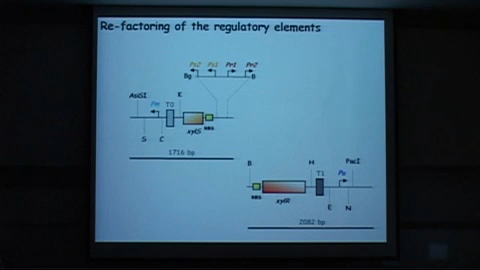 Re-factoring of the regulatory elements
Ps2 Ps1 Pr1 Pr2
Bg B
AsiSI Pm T0 E
xylS RBS
S C
1716 bp
B H T1 PacI
RBS xylR
E N
2082 bp